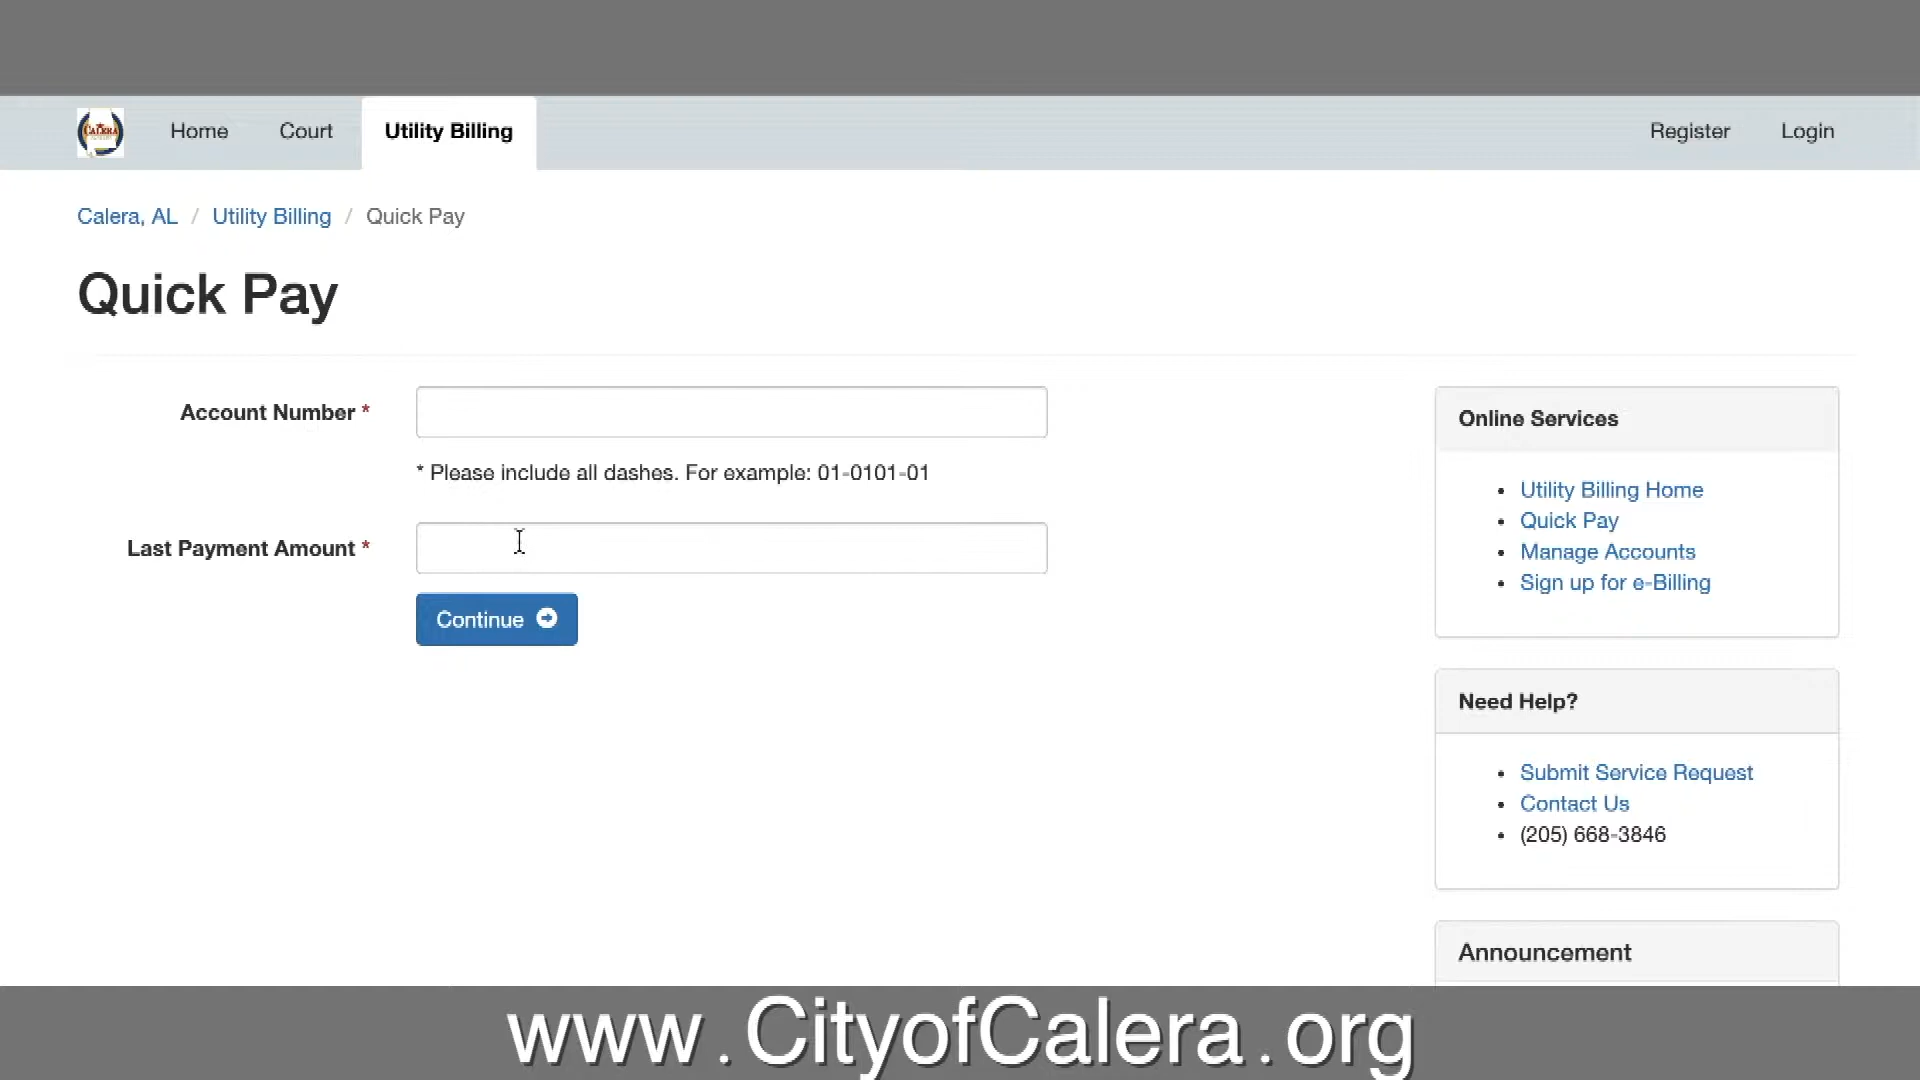 CALERA
Home
Court
Utility Billing
Register
Login
Calera, AL / Utility Billing / Quick Pay
Quick Pay
Account Number *
* Please include all dashes. For example: 01-0101-01
Last Payment Amount *
Continue
Online Services
• Utility Billing Home
• Quick Pay
• Manage Accounts
• Sign up for e-Billing
Need Help?
• Submit Service Request
• Contact Us
• (205) 668-3846
Announcement
www.CityofCalera.org